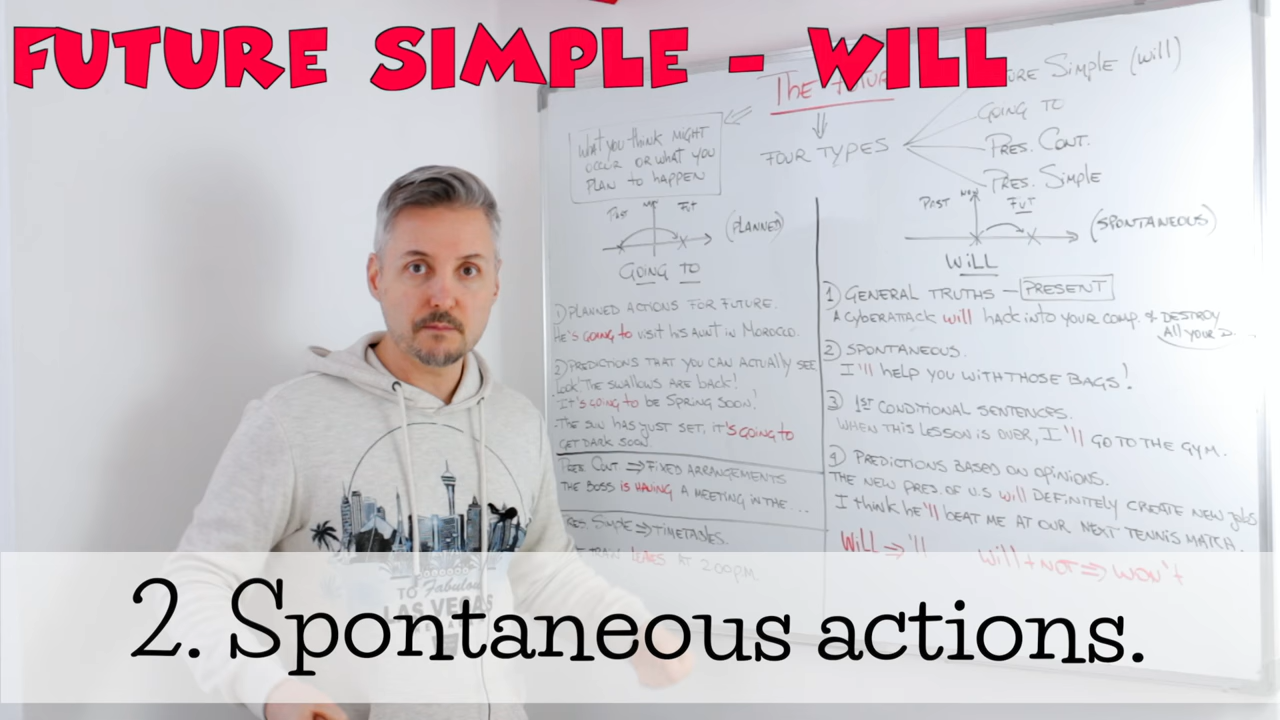 FUTURE SIMPLE - WILL
THE
SIMPLE (WILL)
GOING TO
PRES. CONT.
PRES. SIMPLE
FOUR TYPES
WHAT YOU THINK MIGHT
OCCUR OR WHAT YOU
PLAN TO HAPPEN
PAST FUT (PLANNED)
GOING TO
1) PLANNED ACTIONS FOR FUTURE.
HE'S GOING TO VISIT HIS AUNT IN MOROCCO.
2) PREDICTIONS THAT YOU CAN ACTUALLY SEE
LOOK! THE SWALLOWS ARE BACK!
IT'S GOING TO BE SPRING SOON!
THE SUN HAS JUST SET, IT'S GOING TO
GET DARK SOON
PRES CONT => FIXED ARRANGEMENTS
THE BOSS IS HAVING A MEETING IN THE...
PRES. SIMPLE => TIMETABLES.
TRAIN LEAVES AT 2:00PM.
PAST FUT (SPONTANEOUS)
WILL
1) GENERAL TRUTHS — PRESENT
A CYBERATTACK WILL HACK INTO YOUR COMP. & DESTROY
ALL YOUR D..
2) SPONTANEOUS.
I'LL HELP YOU WITH THOSE BAGS!
3) 1ST CONDITIONAL SENTENCES.
WHEN THIS LESSON IS OVER, I'LL GO TO THE GYM.
4) PREDICTIONS BASED ON OPINIONS.
THE NEW PRES. OF U.S WILL DEFINITELY CREATE NEW JOBS
I THINK HE'LL BEAT ME AT OUR NEXT TENNIS MATCH.
WILL => 'LL WILL + NOT => WON'T
TO Fabulous
LAS VEGAS
2. Spontaneous actions.